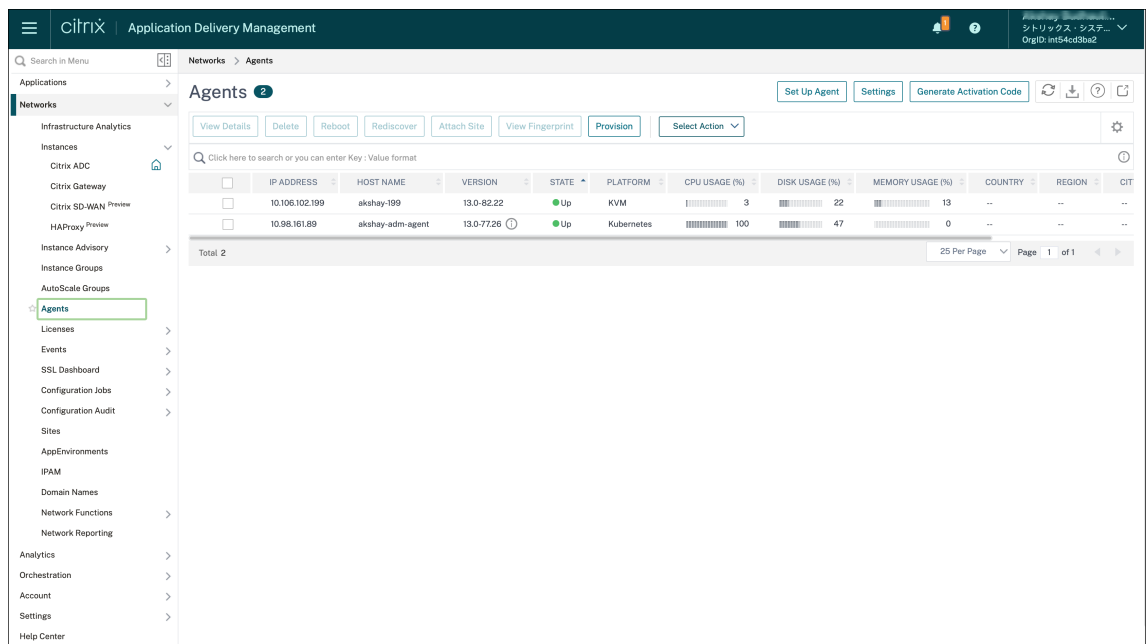 citrix | Application Delivery Management
1
シトリックス・システ...
OrgID: int54cd3ba2
Search in Menu
Networks > Agents
Applications
Networks
Infrastructure Analytics
Instances
Citrix ADC
Citrix Gateway
Citrix SD-WAN Preview
HAProxy Preview
Instance Advisory
Instance Groups
AutoScale Groups
Agents
Licenses
Events
SSL Dashboard
Configuration Jobs
Configuration Audit
Sites
AppEnvironments
IPAM
Domain Names
Network Functions
Network Reporting
Analytics
Orchestration
Account
Settings
Help Center
Agents 2
Set Up Agent Settings Generate Activation Code
View Details Delete Reboot Rediscover Attach Site View Fingerprint Provision Select Action
Click here to search or you can enter Key : Value format
IP ADDRESS HOST NAME VERSION STATE PLATFORM CPU USAGE (%) DISK USAGE (%) MEMORY USAGE (%) COUNTRY REGION CIT
10.106.102.199 akshay-199 13.0-82.22 Up KVM 3 22 13 -- -- --
10.98.161.89 akshay-adm-agent 13.0-77.26 Up Kubernetes 100 47 0 -- -- --
Total 2
25 Per Page Page 1 of 1